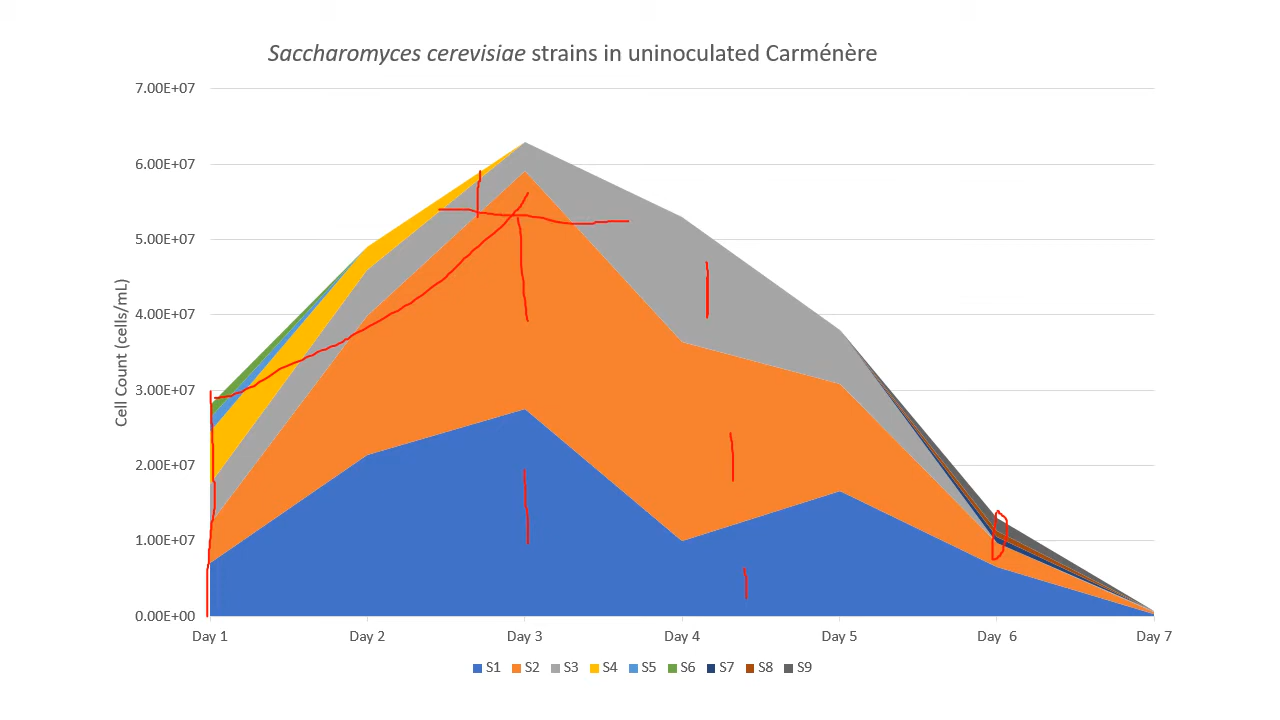 Saccharomyces cerevisiae strains in uninoculated Carménère
7.00E+07
6.00E+07
5.00E+07
4.00E+07
3.00E+07
2.00E+07
1.00E+07
0.00E+00
Cell Count (cells/mL)
Day 1 Day 2 Day 3 Day 4 Day 5 Day 6 Day 7
S1 S2 S3 S4 S5 S6 S7 S8 S9